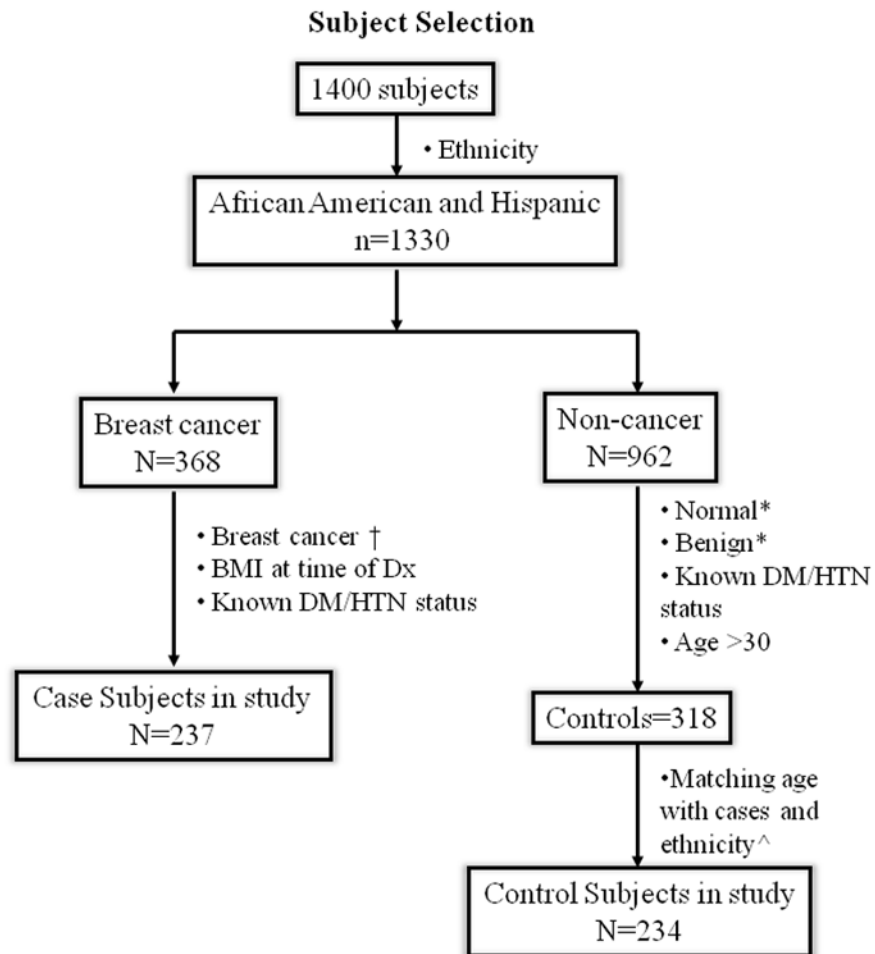 Subject Selection
1400 subjects
• Ethnicity
African American and Hispanic
n=1330
Breast cancer
N=368
Non-cancer
N=962
• Breast cancer †
• BMI at time of Dx
• Known DM/HTN status
• Normal*
• Benign*
• Known DM/HTN
status
• Age >30
Case Subjects in study
N=237
Controls=318
•Matching age
with cases and
ethnicity^
Control Subjects in study
N=234